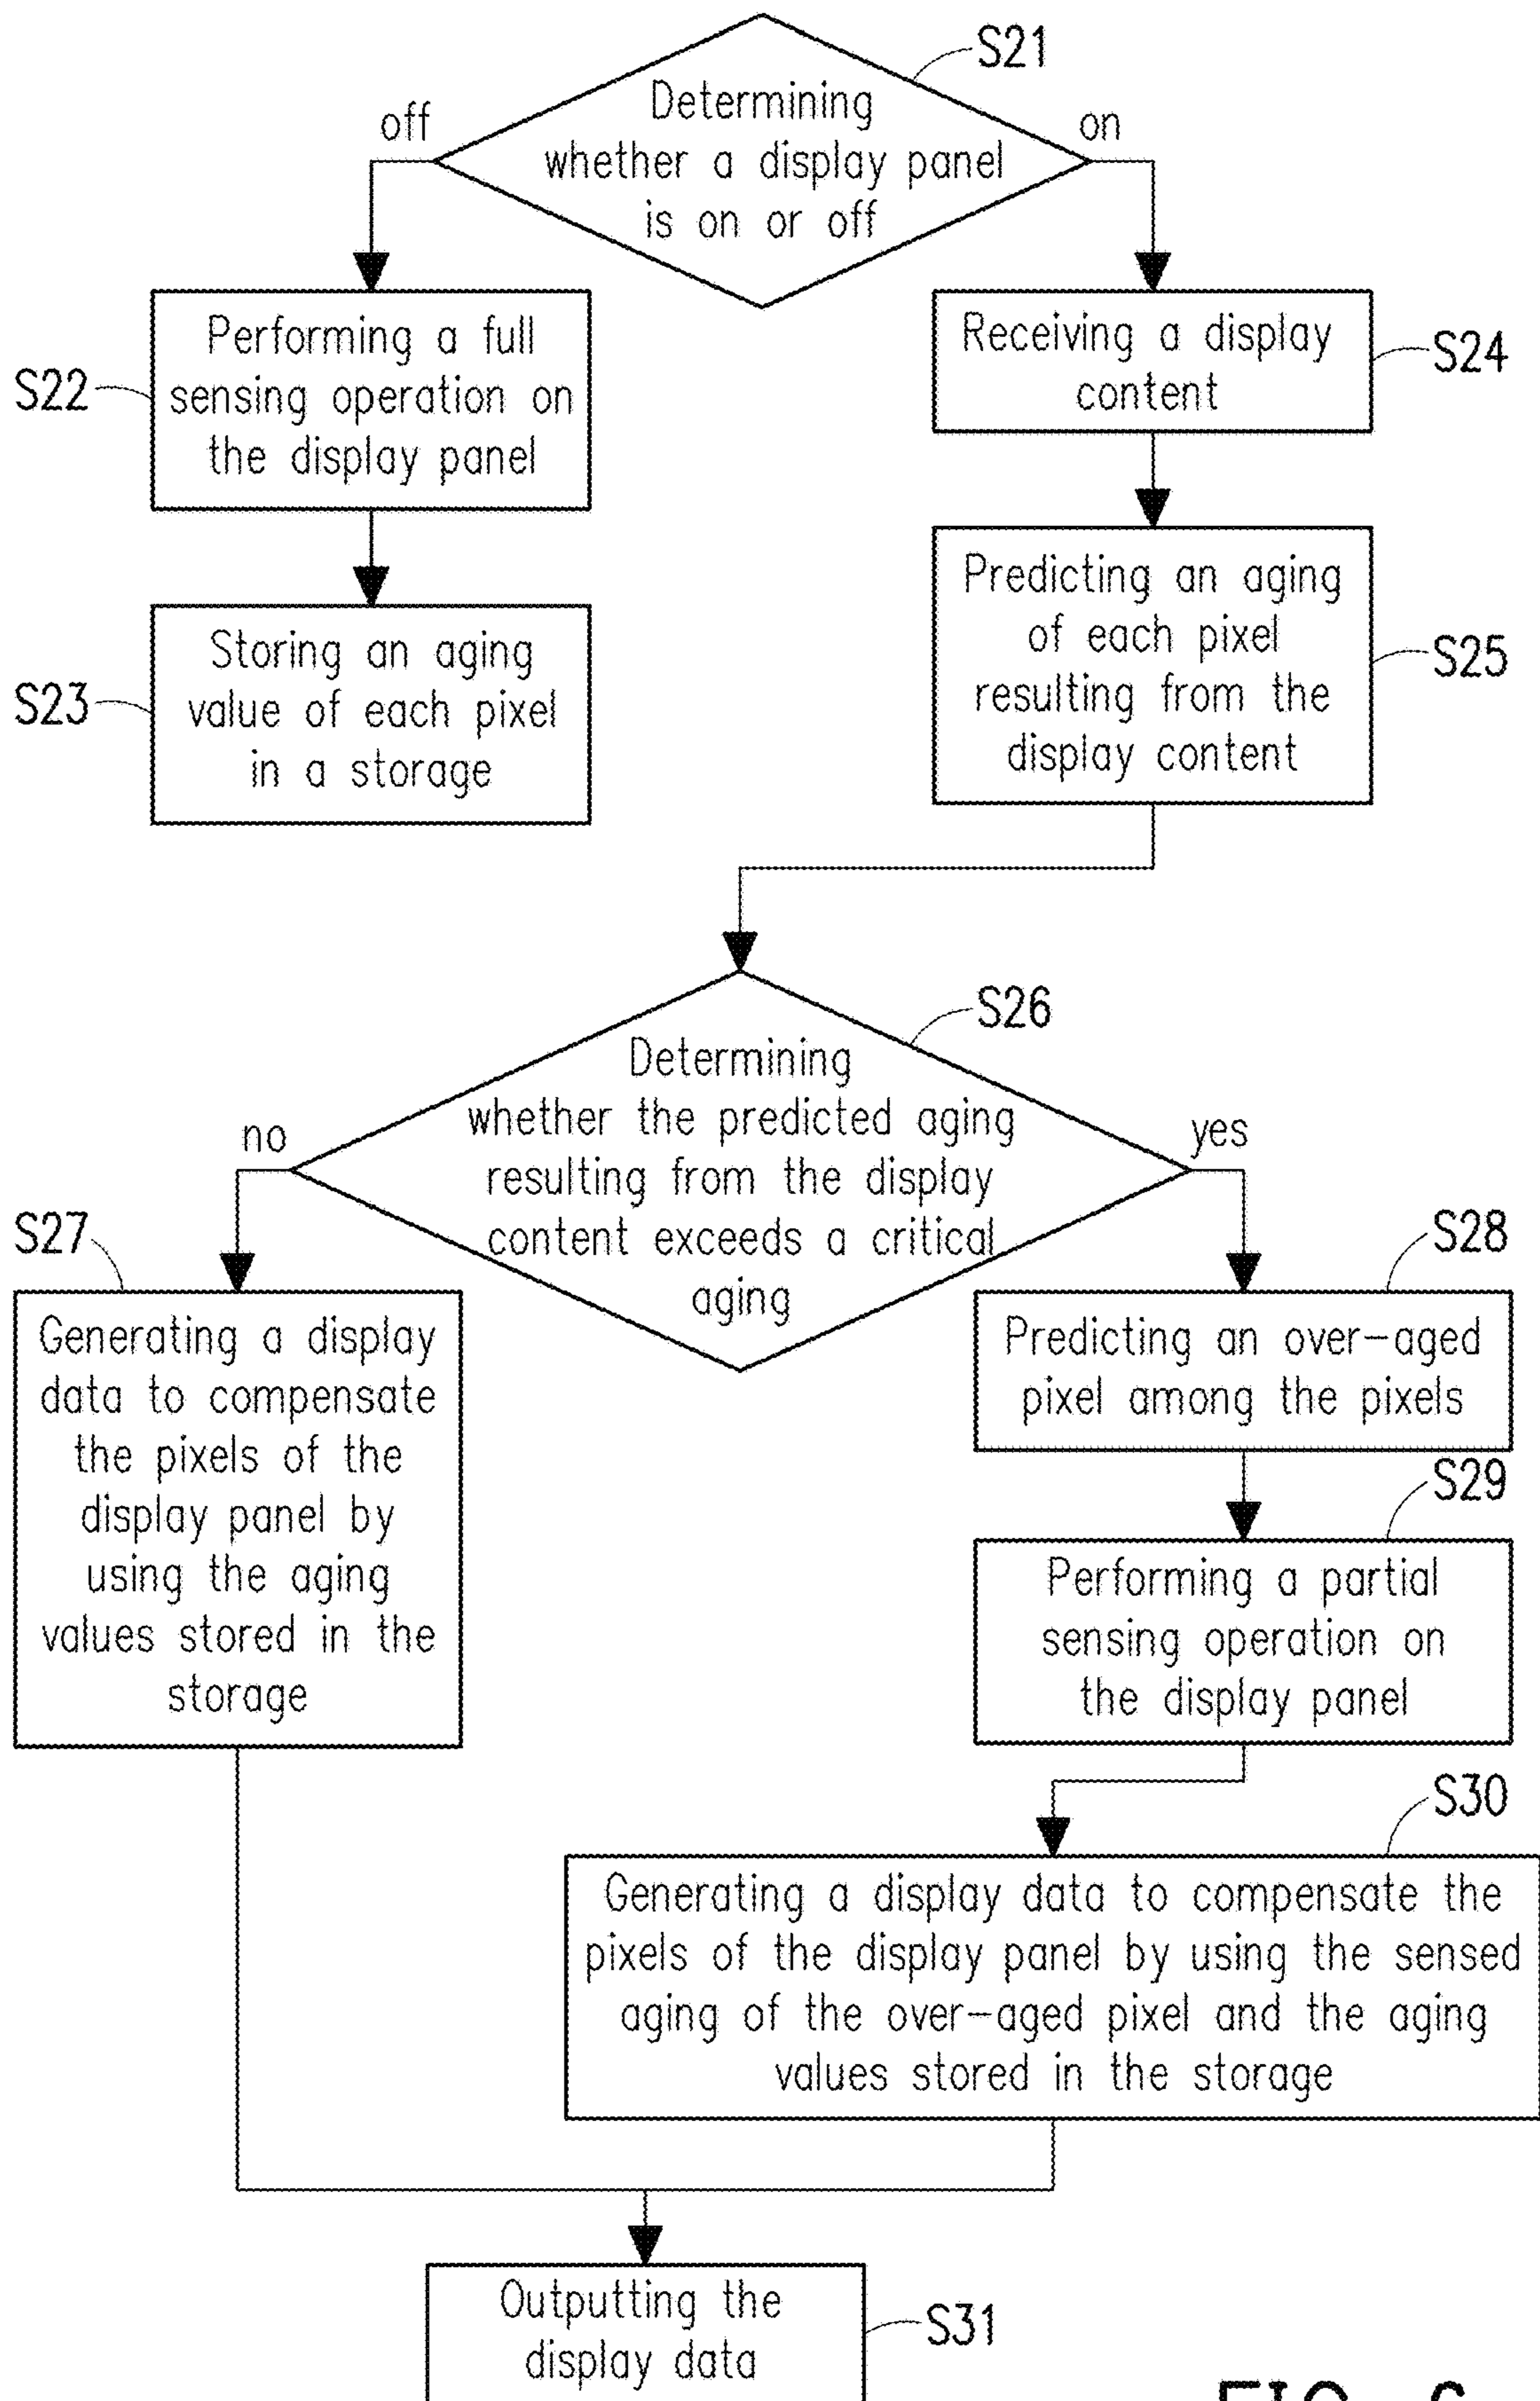 S21
Determining
whether a display panel
is on or off
off
on
S22
Performing a full
sensing operation on
the display panel
Receiving a display
content
S24
S23
Storing an aging
value of each pixel
in a storage
Predicting an aging
of each pixel
resulting from the
display content
S25
S26
Determining
whether the predicted aging
resulting from the display
content exceeds a critical
aging
no
yes
S27
Generating a display
data to compensate
the pixels of the
display panel by
using the aging
values stored in the
storage
S28
Predicting an over-aged
pixel among the pixels
S29
Performing a partial
sensing operation on
the display panel
S30
Generating a display data to compensate the
pixels of the display panel by using the sensed
aging of the over-aged pixel and the aging
values stored in the storage
Outputting the
display data
S31
FIG.